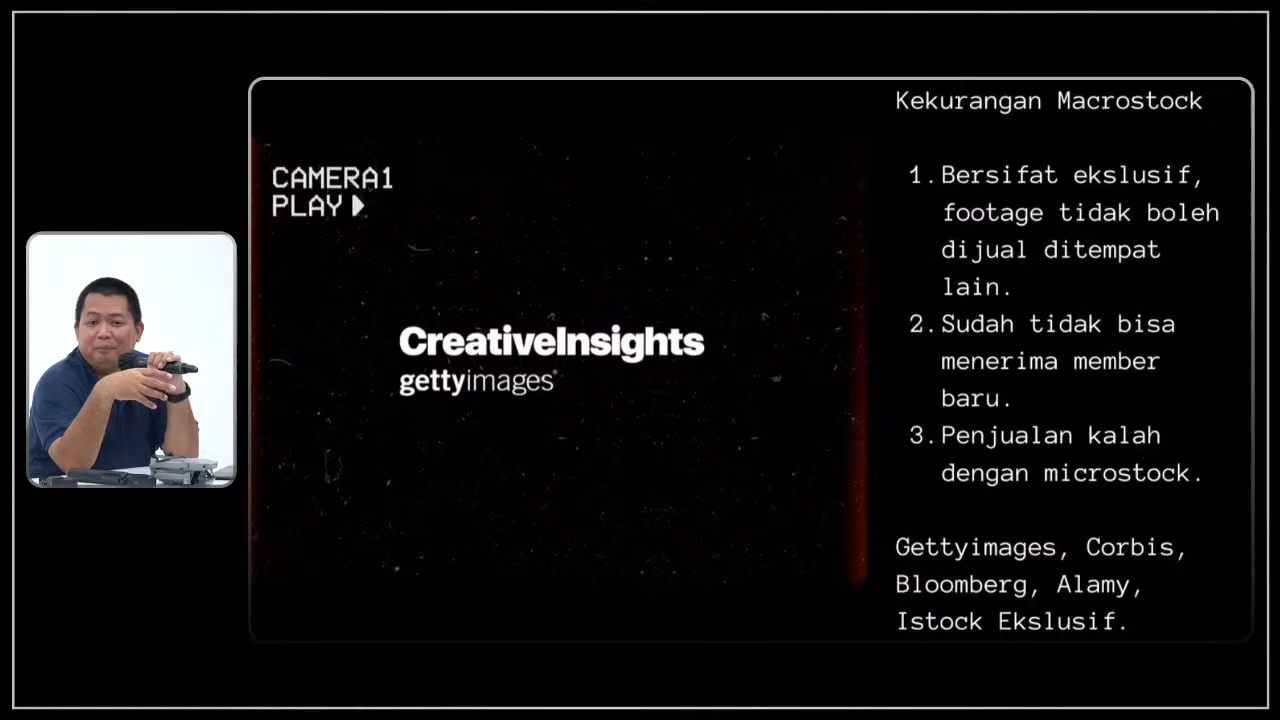 CAMERA1
PLAY
CreativeInsights
gettyimages
Kekurangan Macrostock
1. Bersifat ekslusif,
footage tidak boleh
dijual ditempat
lain.
2. Sudah tidak bisa
menerima member
baru.
3. Penjualan kalah
dengan microstock.
Gettyimages, Corbis,
Bloomberg, Alamy,
Istock Ekslusif.